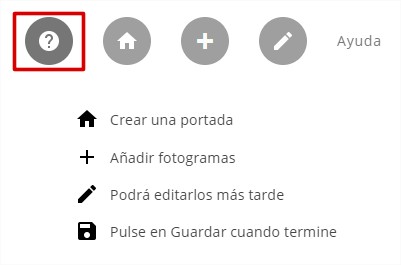 Ayuda
Crear una portada
Añadir fotogramas
Podrá editarlos más tarde
Pulse en Guardar cuando termine